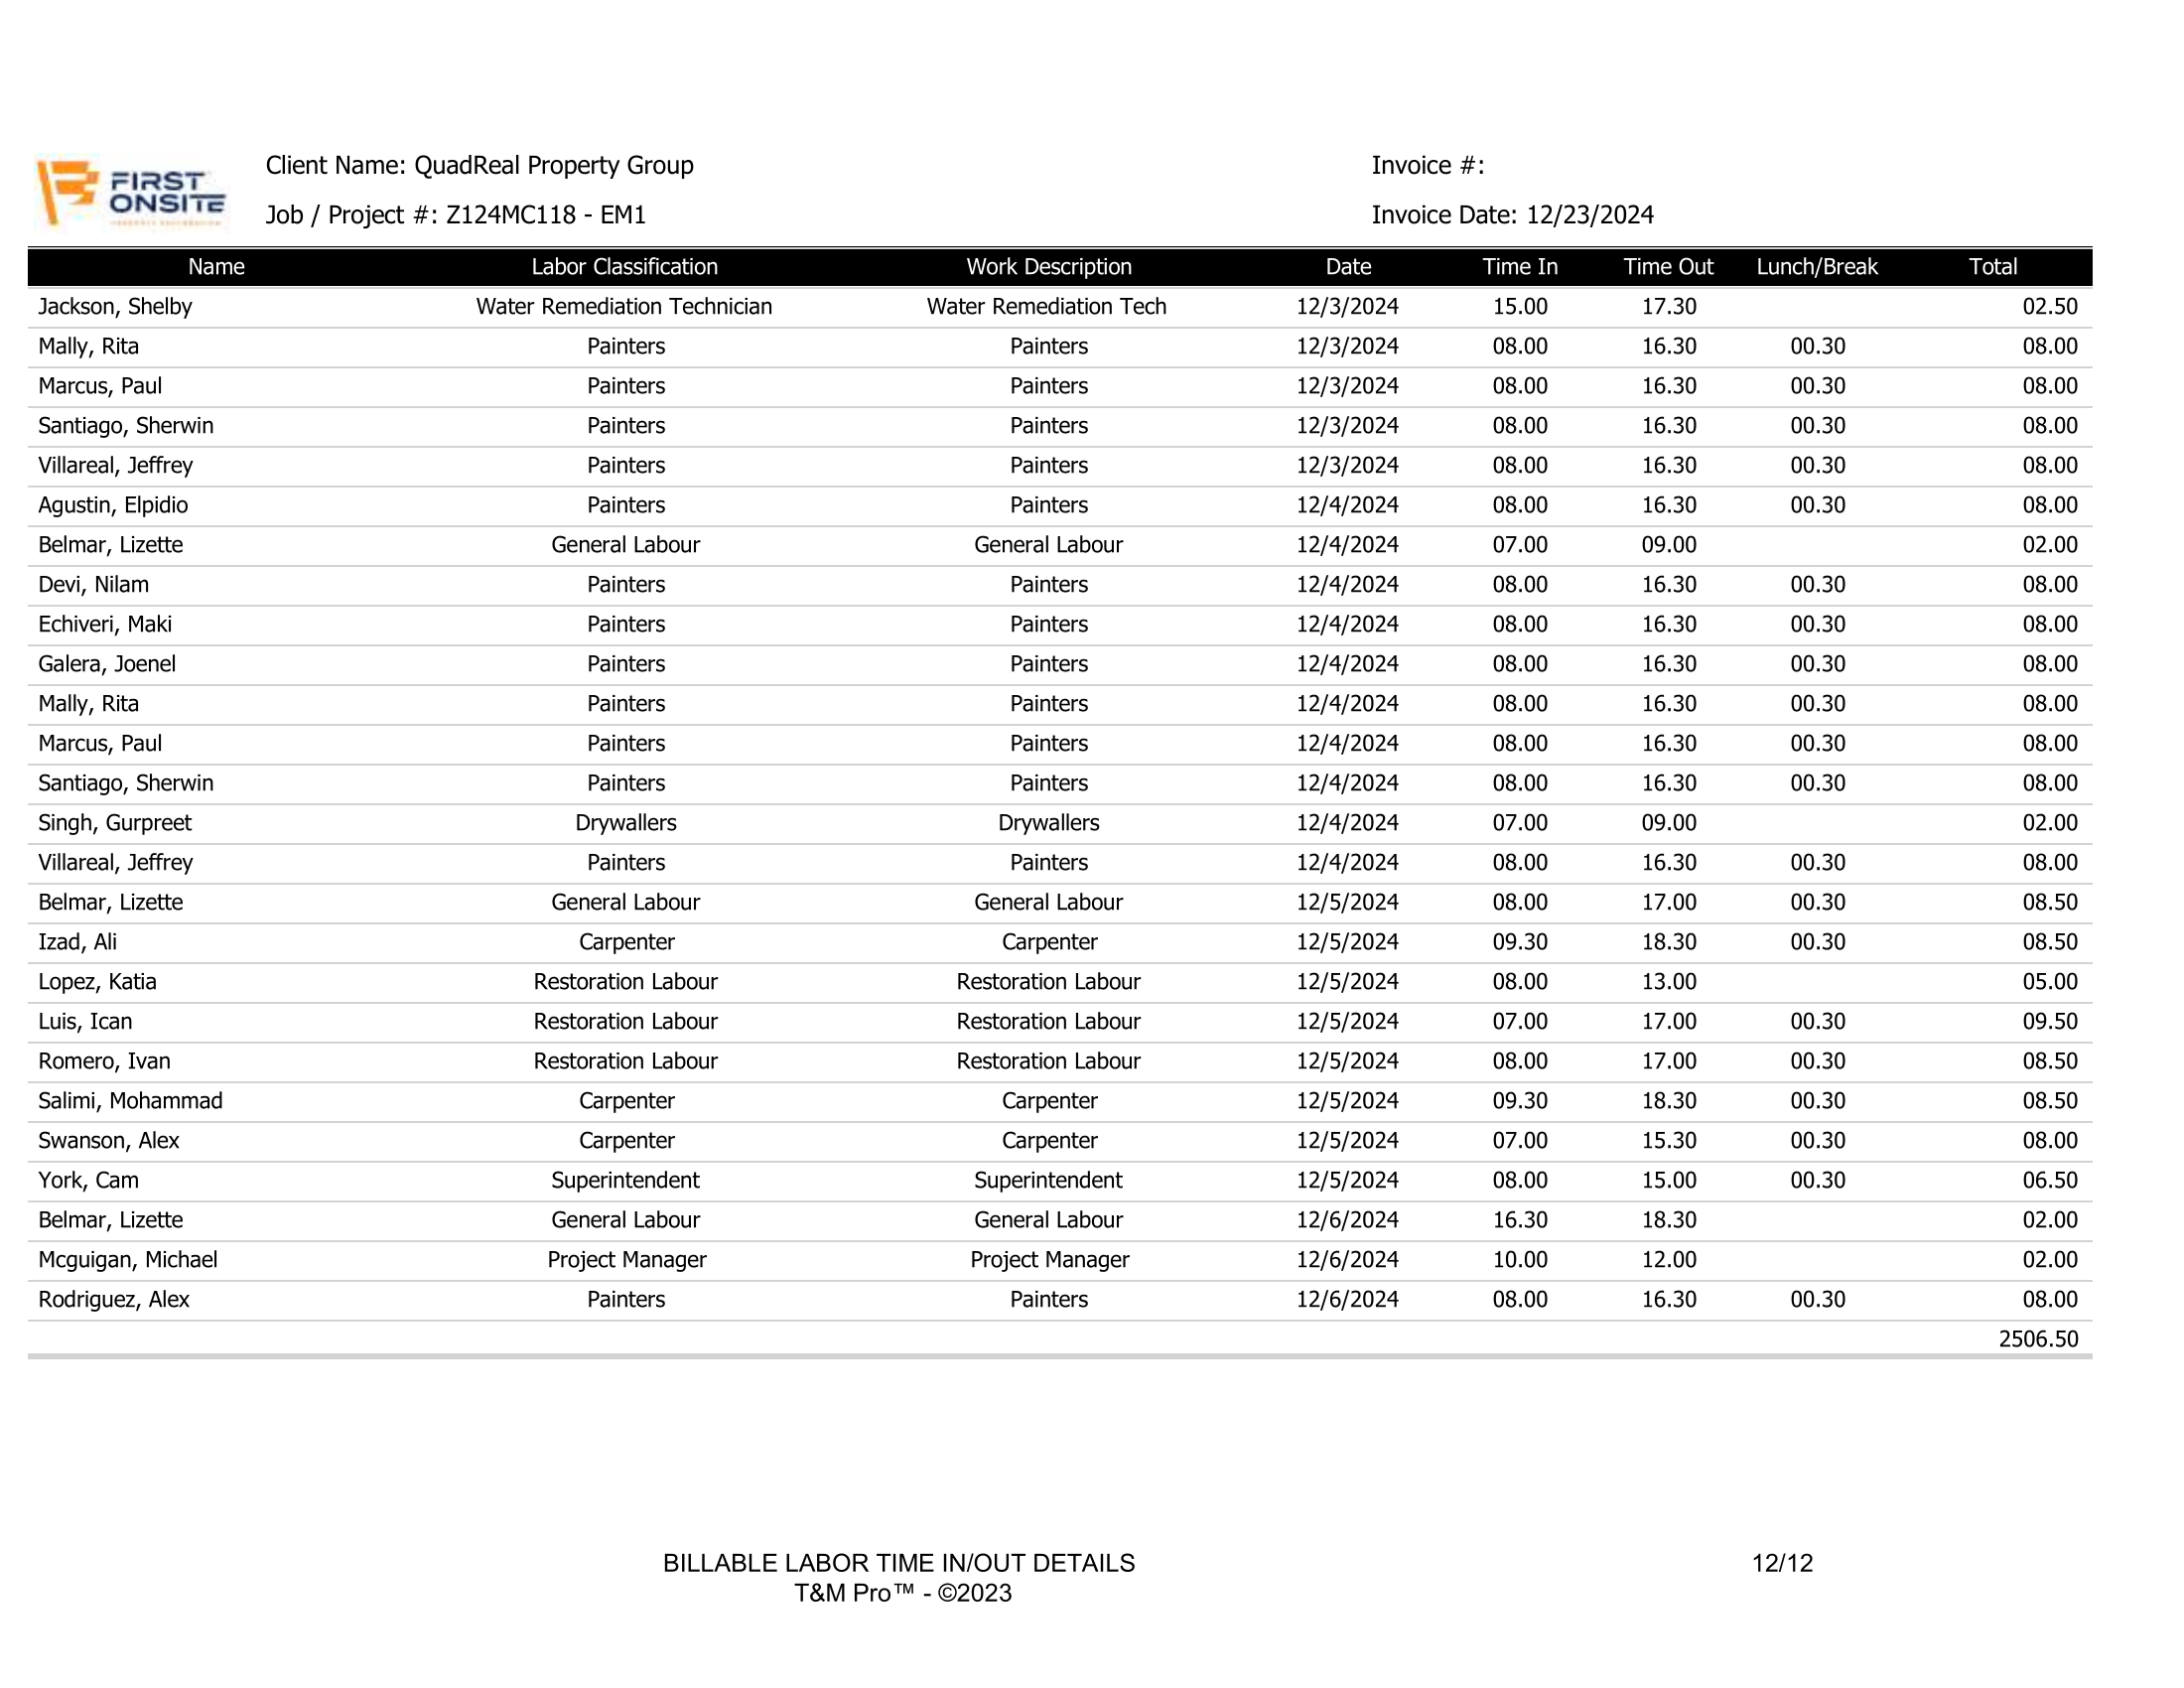 FIRST
ONSITE
Client Name: QuadReal Property Group
Invoice #:
Job / Project #: Z124MC118 - EM1
Invoice Date: 12/23/2024
Name Labor Classification Work Description Date Time In Time Out Lunch/Break Total
Jackson, Shelby Water Remediation Technician Water Remediation Tech 12/3/2024 15.00 17.30 02.50
Mally, Rita Painters Painters 12/3/2024 08.00 16.30 00.30 08.00
Marcus, Paul Painters Painters 12/3/2024 08.00 16.30 00.30 08.00
Santiago, Sherwin Painters Painters 12/3/2024 08.00 16.30 00.30 08.00
Villareal, Jeffrey Painters Painters 12/3/2024 08.00 16.30 00.30 08.00
Agustin, Elpidio Painters Painters 12/4/2024 08.00 16.30 00.30 08.00
Belmar, Lizette General Labour General Labour 12/4/2024 07.00 09.00 02.00
Devi, Nilam Painters Painters 12/4/2024 08.00 16.30 00.30 08.00
Echiveri, Maki Painters Painters 12/4/2024 08.00 16.30 00.30 08.00
Galera, Joenel Painters Painters 12/4/2024 08.00 16.30 00.30 08.00
Mally, Rita Painters Painters 12/4/2024 08.00 16.30 00.30 08.00
Marcus, Paul Painters Painters 12/4/2024 08.00 16.30 00.30 08.00
Santiago, Sherwin Painters Painters 12/4/2024 08.00 16.30 00.30 08.00
Singh, Gurpreet Drywallers Drywallers 12/4/2024 07.00 09.00 02.00
Villareal, Jeffrey Painters Painters 12/4/2024 08.00 16.30 00.30 08.00
Belmar, Lizette General Labour General Labour 12/5/2024 08.00 17.00 00.30 08.50
Izad, Ali Carpenter Carpenter 12/5/2024 09.30 18.30 00.30 08.50
Lopez, Katia Restoration Labour Restoration Labour 12/5/2024 08.00 13.00 05.00
Luis, Ican Restoration Labour Restoration Labour 12/5/2024 07.00 17.00 00.30 09.50
Romero, Ivan Restoration Labour Restoration Labour 12/5/2024 08.00 17.00 00.30 08.50
Salimi, Mohammad Carpenter Carpenter 12/5/2024 09.30 18.30 00.30 08.50
Swanson, Alex Carpenter Carpenter 12/5/2024 07.00 15.30 00.30 08.00
York, Cam Superintendent Superintendent 12/5/2024 08.00 15.00 00.30 06.50
Belmar, Lizette General Labour General Labour 12/6/2024 16.30 18.30 02.00
Mcguigan, Michael Project Manager Project Manager 12/6/2024 10.00 12.00 02.00
Rodriguez, Alex Painters Painters 12/6/2024 08.00 16.30 00.30 08.00
2506.50
BILLABLE LABOR TIME IN/OUT DETAILS 12/12
T&M Pro™ - ©2023